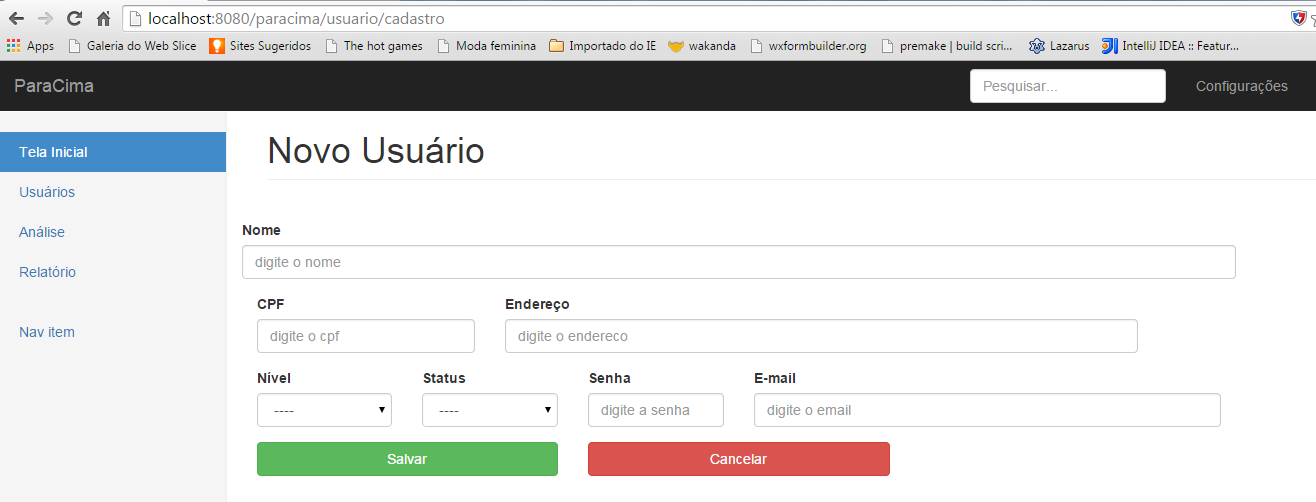 localhost:8080/paracima/usuario/cadastro
Apps Galeria do Web Slice Sites Sugeridos The hot games Moda feminina Importado do IE wakanda wxformbuilder.org premake | build scri... Lazarus IntelliJ IDEA :: Featur...
ParaCima Pesquisar... Configurações
Tela Inicial
Usuários
Análise
Relatório
Nav item
Novo Usuário
Nome
digite o nome
CPF Endereço
digite o cpf digite o endereco
Nível Status Senha E-mail
---- ---- digite a senha digite o email
Salvar Cancelar